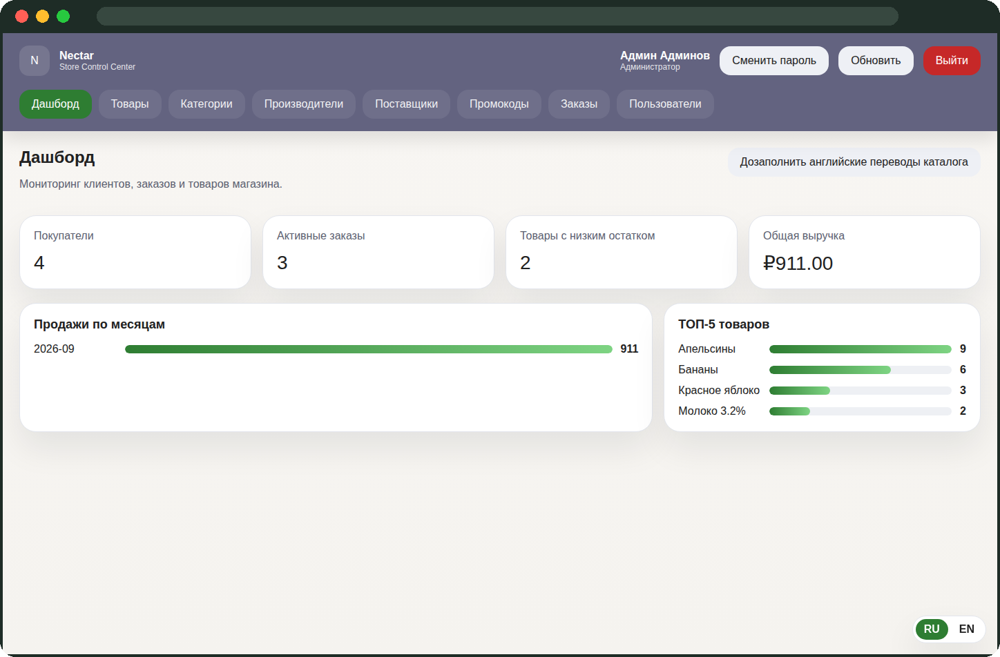 N
Nectar
Store Control Center
Админ Админов
Администратор
Сменить пароль
Обновить
Выйти
Дашборд
Товары
Категории
Производители
Поставщики
Промокоды
Заказы
Пользователи
Дашборд
Мониторинг клиентов, заказов и товаров магазина.
Дозаполнить английские переводы каталога
Покупатели
4
Активные заказы
3
Товары с низким остатком
2
Общая выручка
₽911.00
Продажи по месяцам
2026-09 911
ТОП-5 товаров
Апельсины 9
Бананы 6
Красное яблоко 3
Молоко 3.2% 2
RU EN